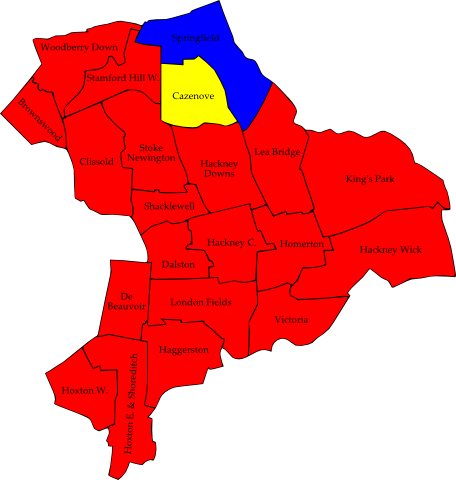 Springfield
Woodberry Down
Stamford Hill W.
Cazenove
Brownswood
Lea Bridge
Stoke
Newington
Clissold
Hackney
Downs
King's Park
Shacklewell
Hackney C.
Homerton
Hackney Wick
Dalston
De
Beauvoir
London Fields
Victoria
Haggerston
Hoxton W.
Hoxton E. & Shoreditch